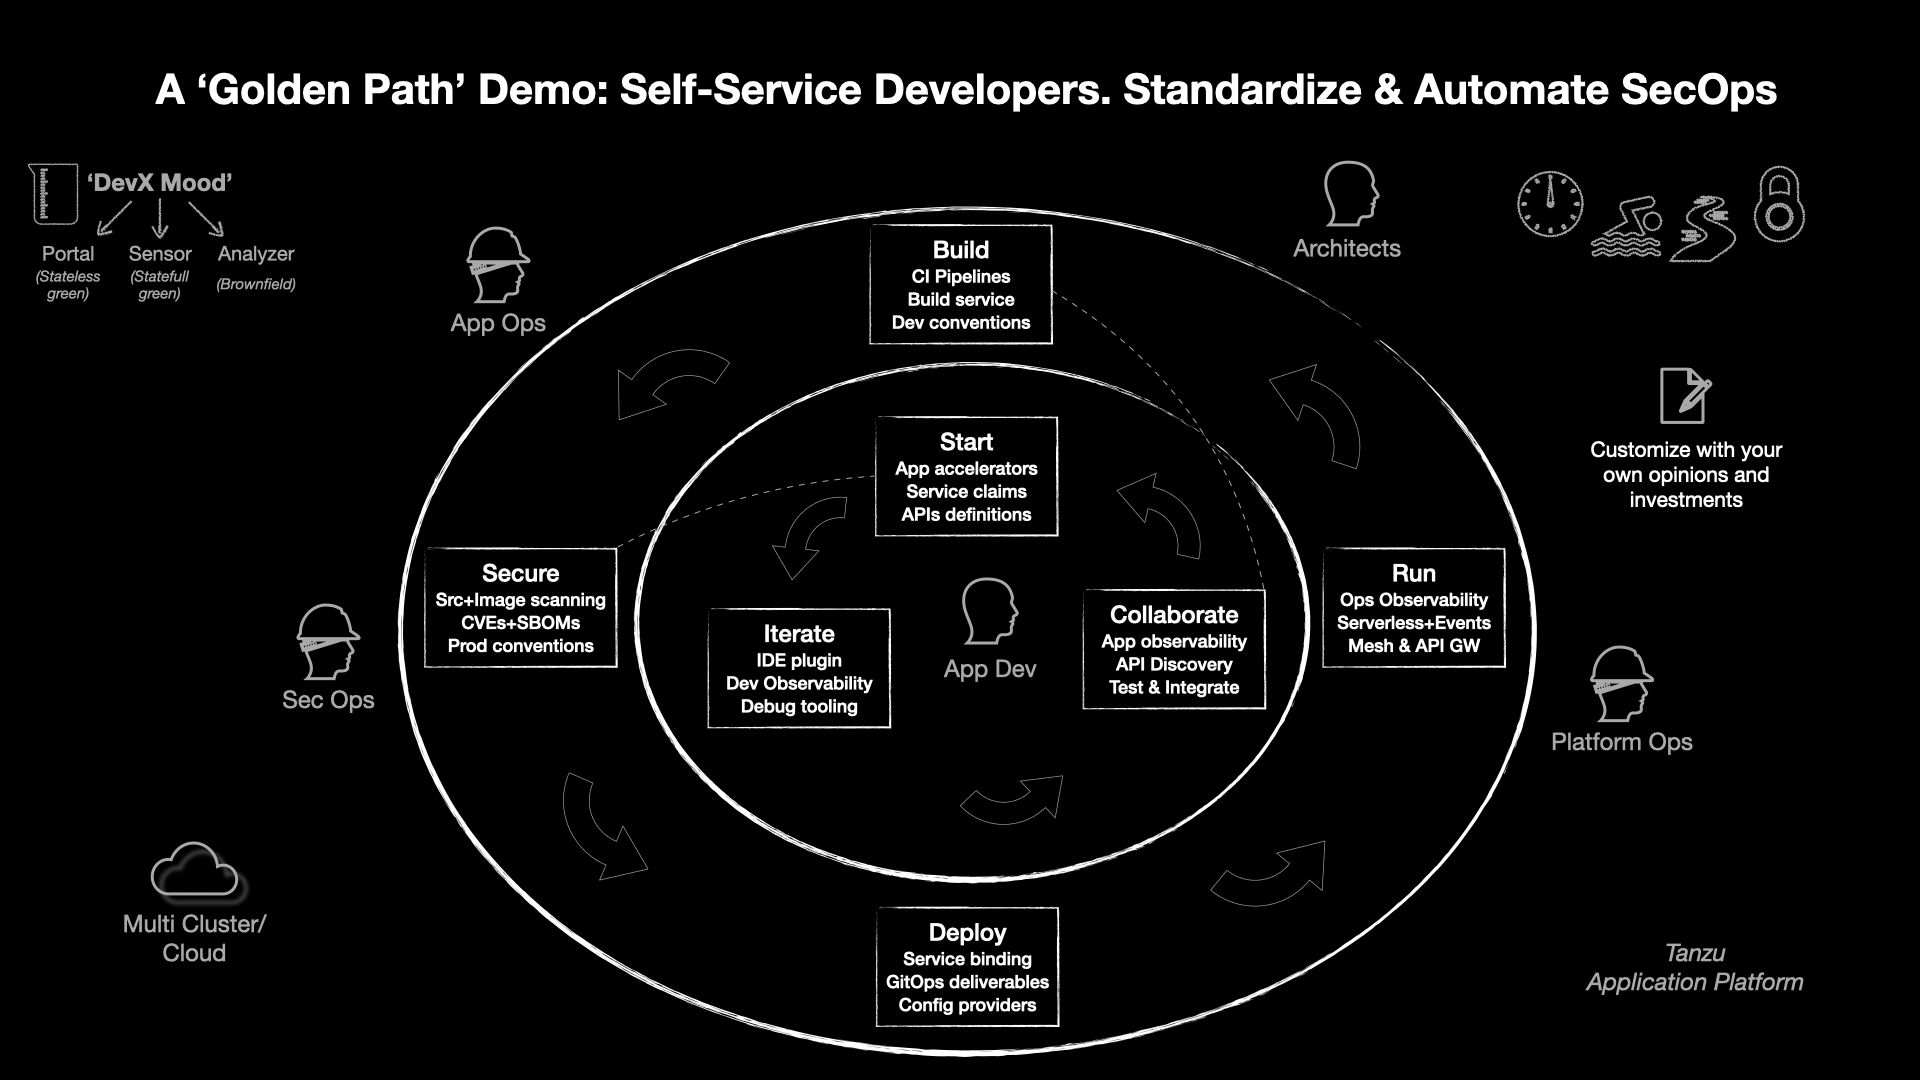 A ‘Golden Path’ Demo: Self-Service Developers. Standardize & Automate SecOps
‘DevX Mood’
Portal
(Stateless
green)
Sensor
(Statefull
green)
Analyzer
(Brownfield)
App Ops
Architects
Build
CI Pipelines
Build service
Dev conventions
Customize with your
own opinions and
investments
Start
App accelerators
Service claims
APIs definitions
Secure
Src+Image scanning
CVEs+SBOMs
Prod conventions
Iterate
IDE plugin
Dev Observability
Debug tooling
App Dev
Collaborate
App observability
API Discovery
Test & Integrate
Run
Ops Observability
Serverless+Events
Mesh & API GW
Sec Ops
Platform Ops
Multi Cluster/
Cloud
Deploy
Service binding
GitOps deliverables
Config providers
Tanzu
Application Platform